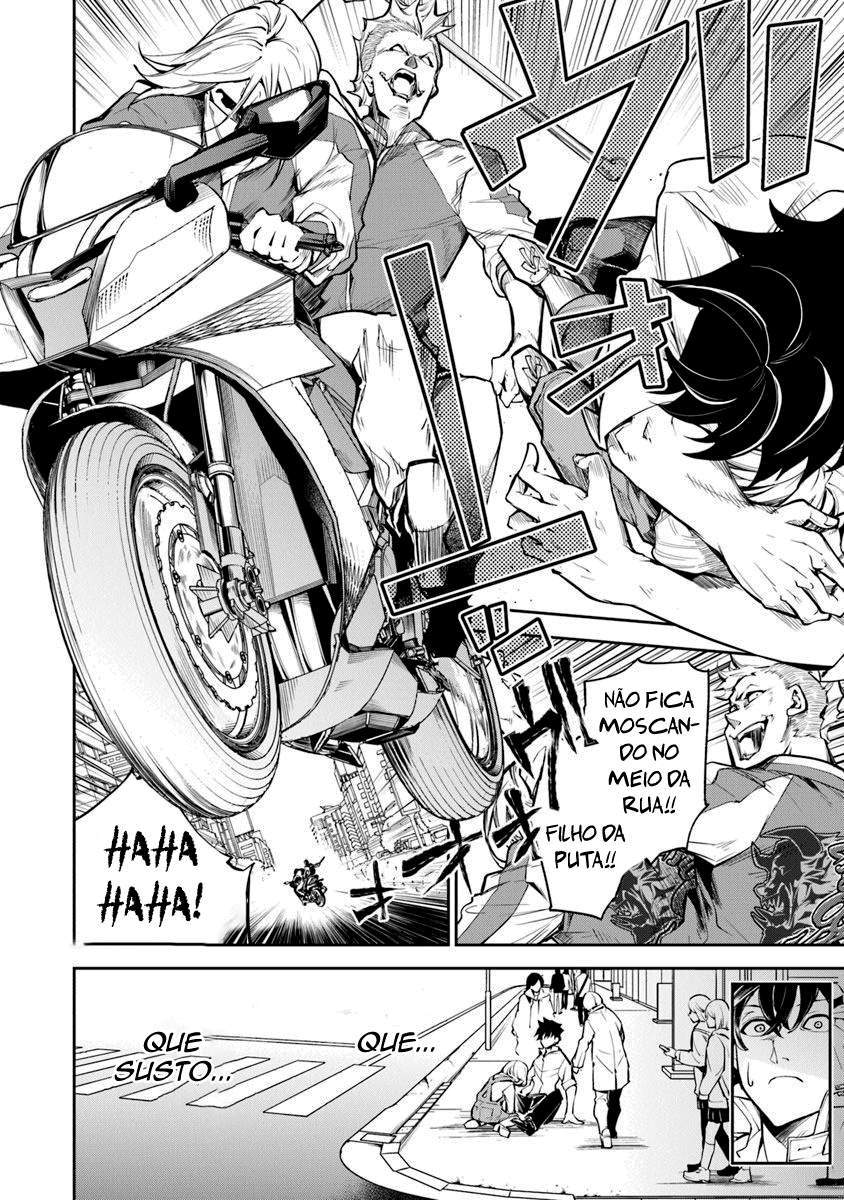 NÃO FICA
MOSCAN-
DO NO
MEIO DA
RUA!!
FILHO DA
PUTA!!
HAHA
HAHA!
QUE...
QUE
SUSTO...